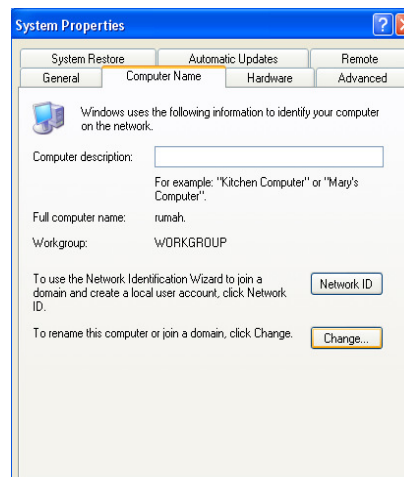 System Properties
System Restore Automatic Updates Remote
General Computer Name Hardware Advanced
Windows uses the following information to identify your computer
on the network.
Computer description:
For example: "Kitchen Computer" or "Mary's
Computer".
Full computer name: rumah.
Workgroup: WORKGROUP
To use the Network Identification Wizard to join a
domain and create a local user account, click Network
ID.
Network ID
To rename this computer or join a domain, click Change.
Change...